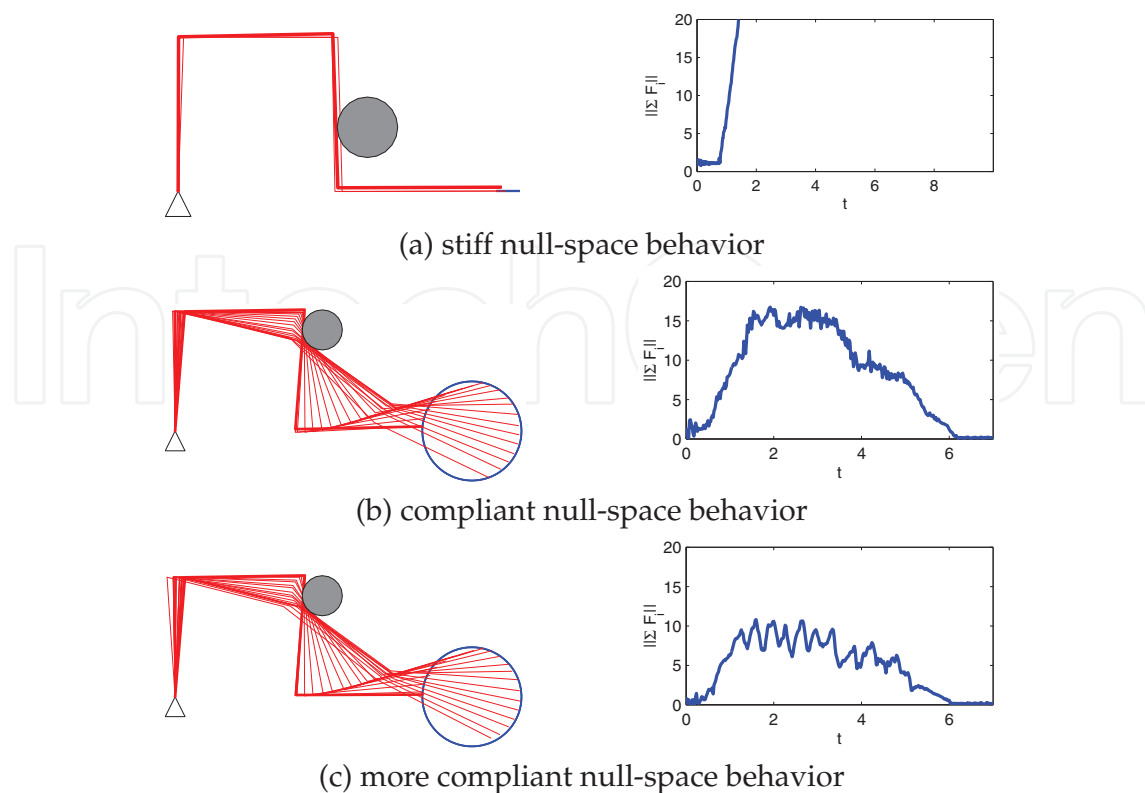 20
15
10
5
0
||Σ F_i||
0 2 4 6 8
t
(a) stiff null-space behavior
IntechOpen
20
15
10
5
0
||Σ F_i||
0 2 4 6
t
(b) compliant null-space behavior
20
15
10
5
0
||Σ F_i||
0 2 4 6
t
(c) more compliant null-space behavior